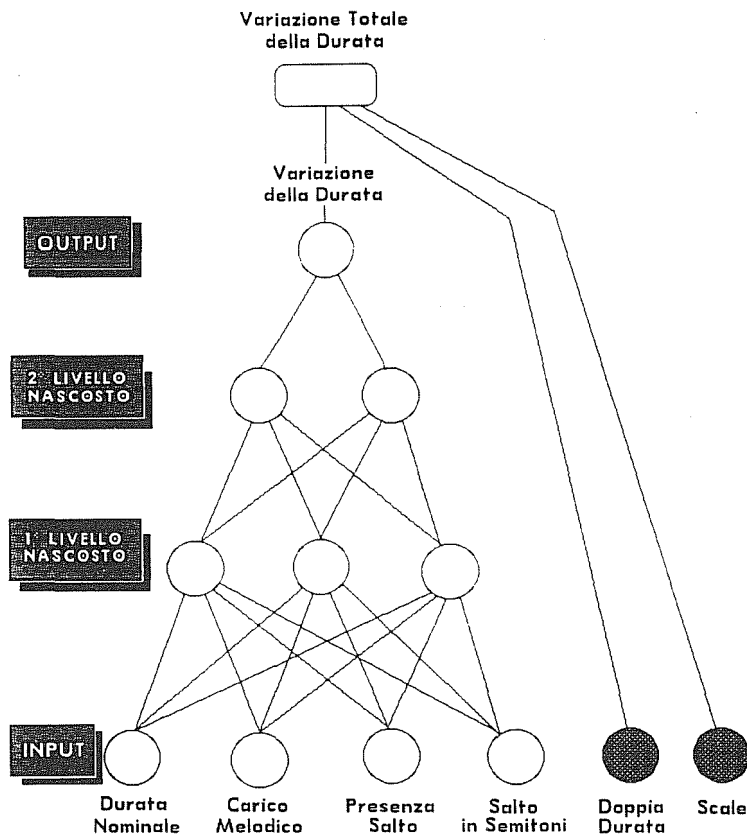 Variazione Totale
della Durata
Variazione
della Durata
OUTPUT
2° LIVELLO
NASCOSTO
1° LIVELLO
NASCOSTO
INPUT
Durata
Nominale
Carico
Melodico
Presenza
Salto
Salto
in Semitoni
Doppia
Durata
Scale